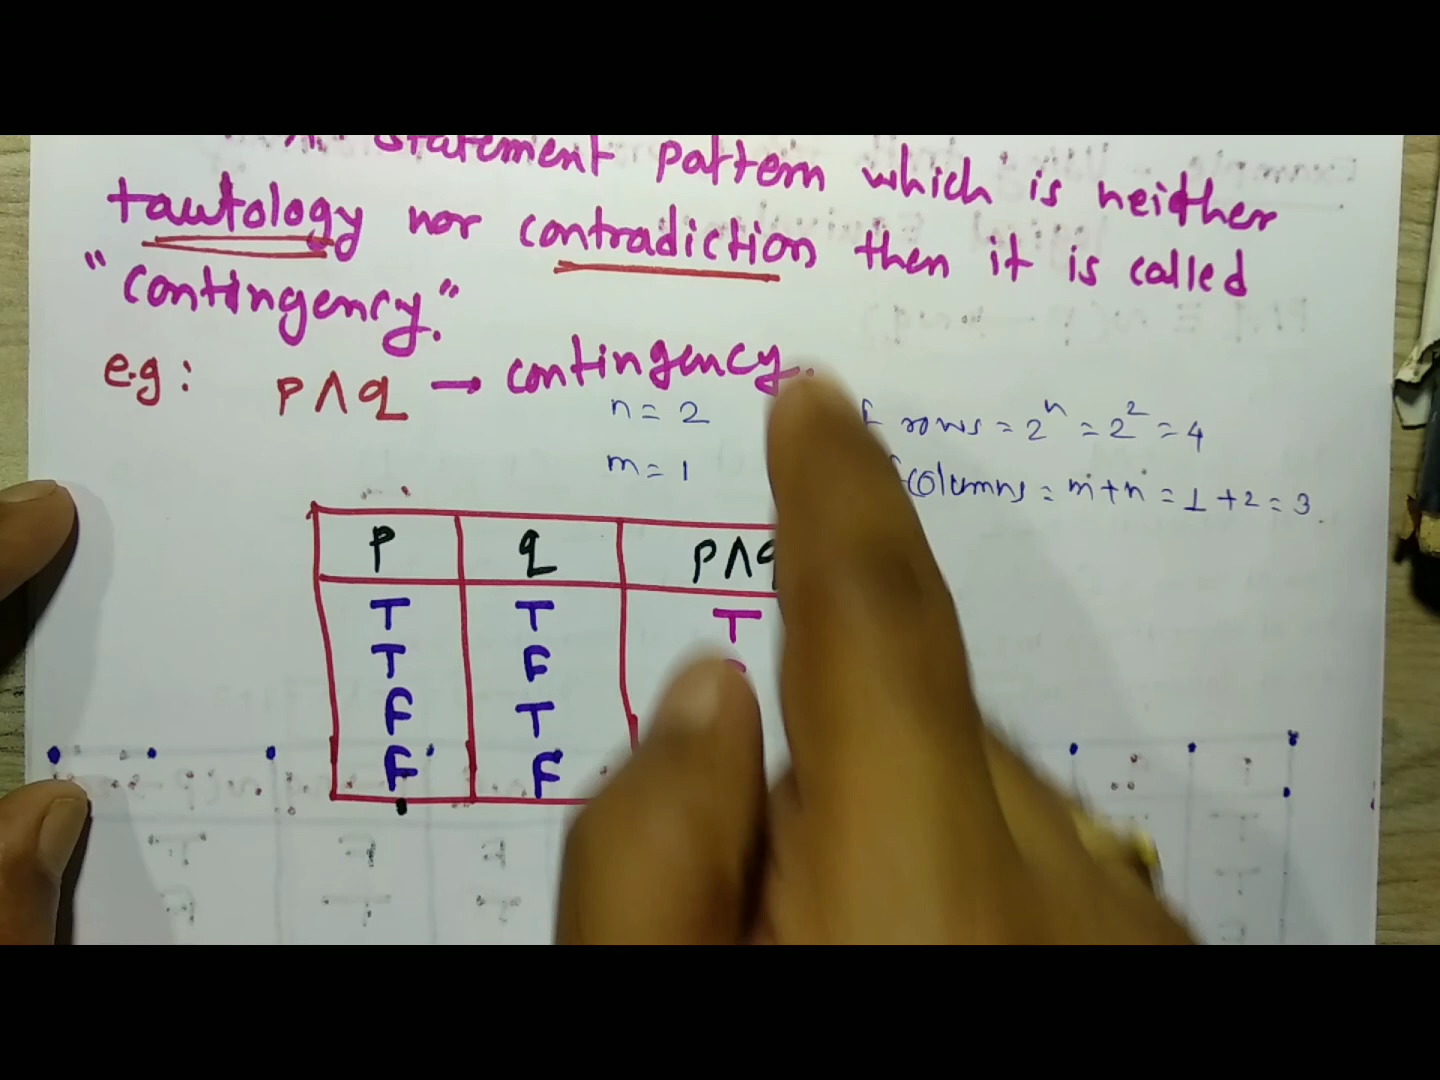 statement pattern which is neither
tautology nor contradiction then it is called
"contingency."
e.g: p∧q → contingency.
n = 2
rows = 2^n = 2^2 = 4
m = 1
columns = m+n = 1+2 = 3.
p q p∧q
T T T
T F
F T
F F